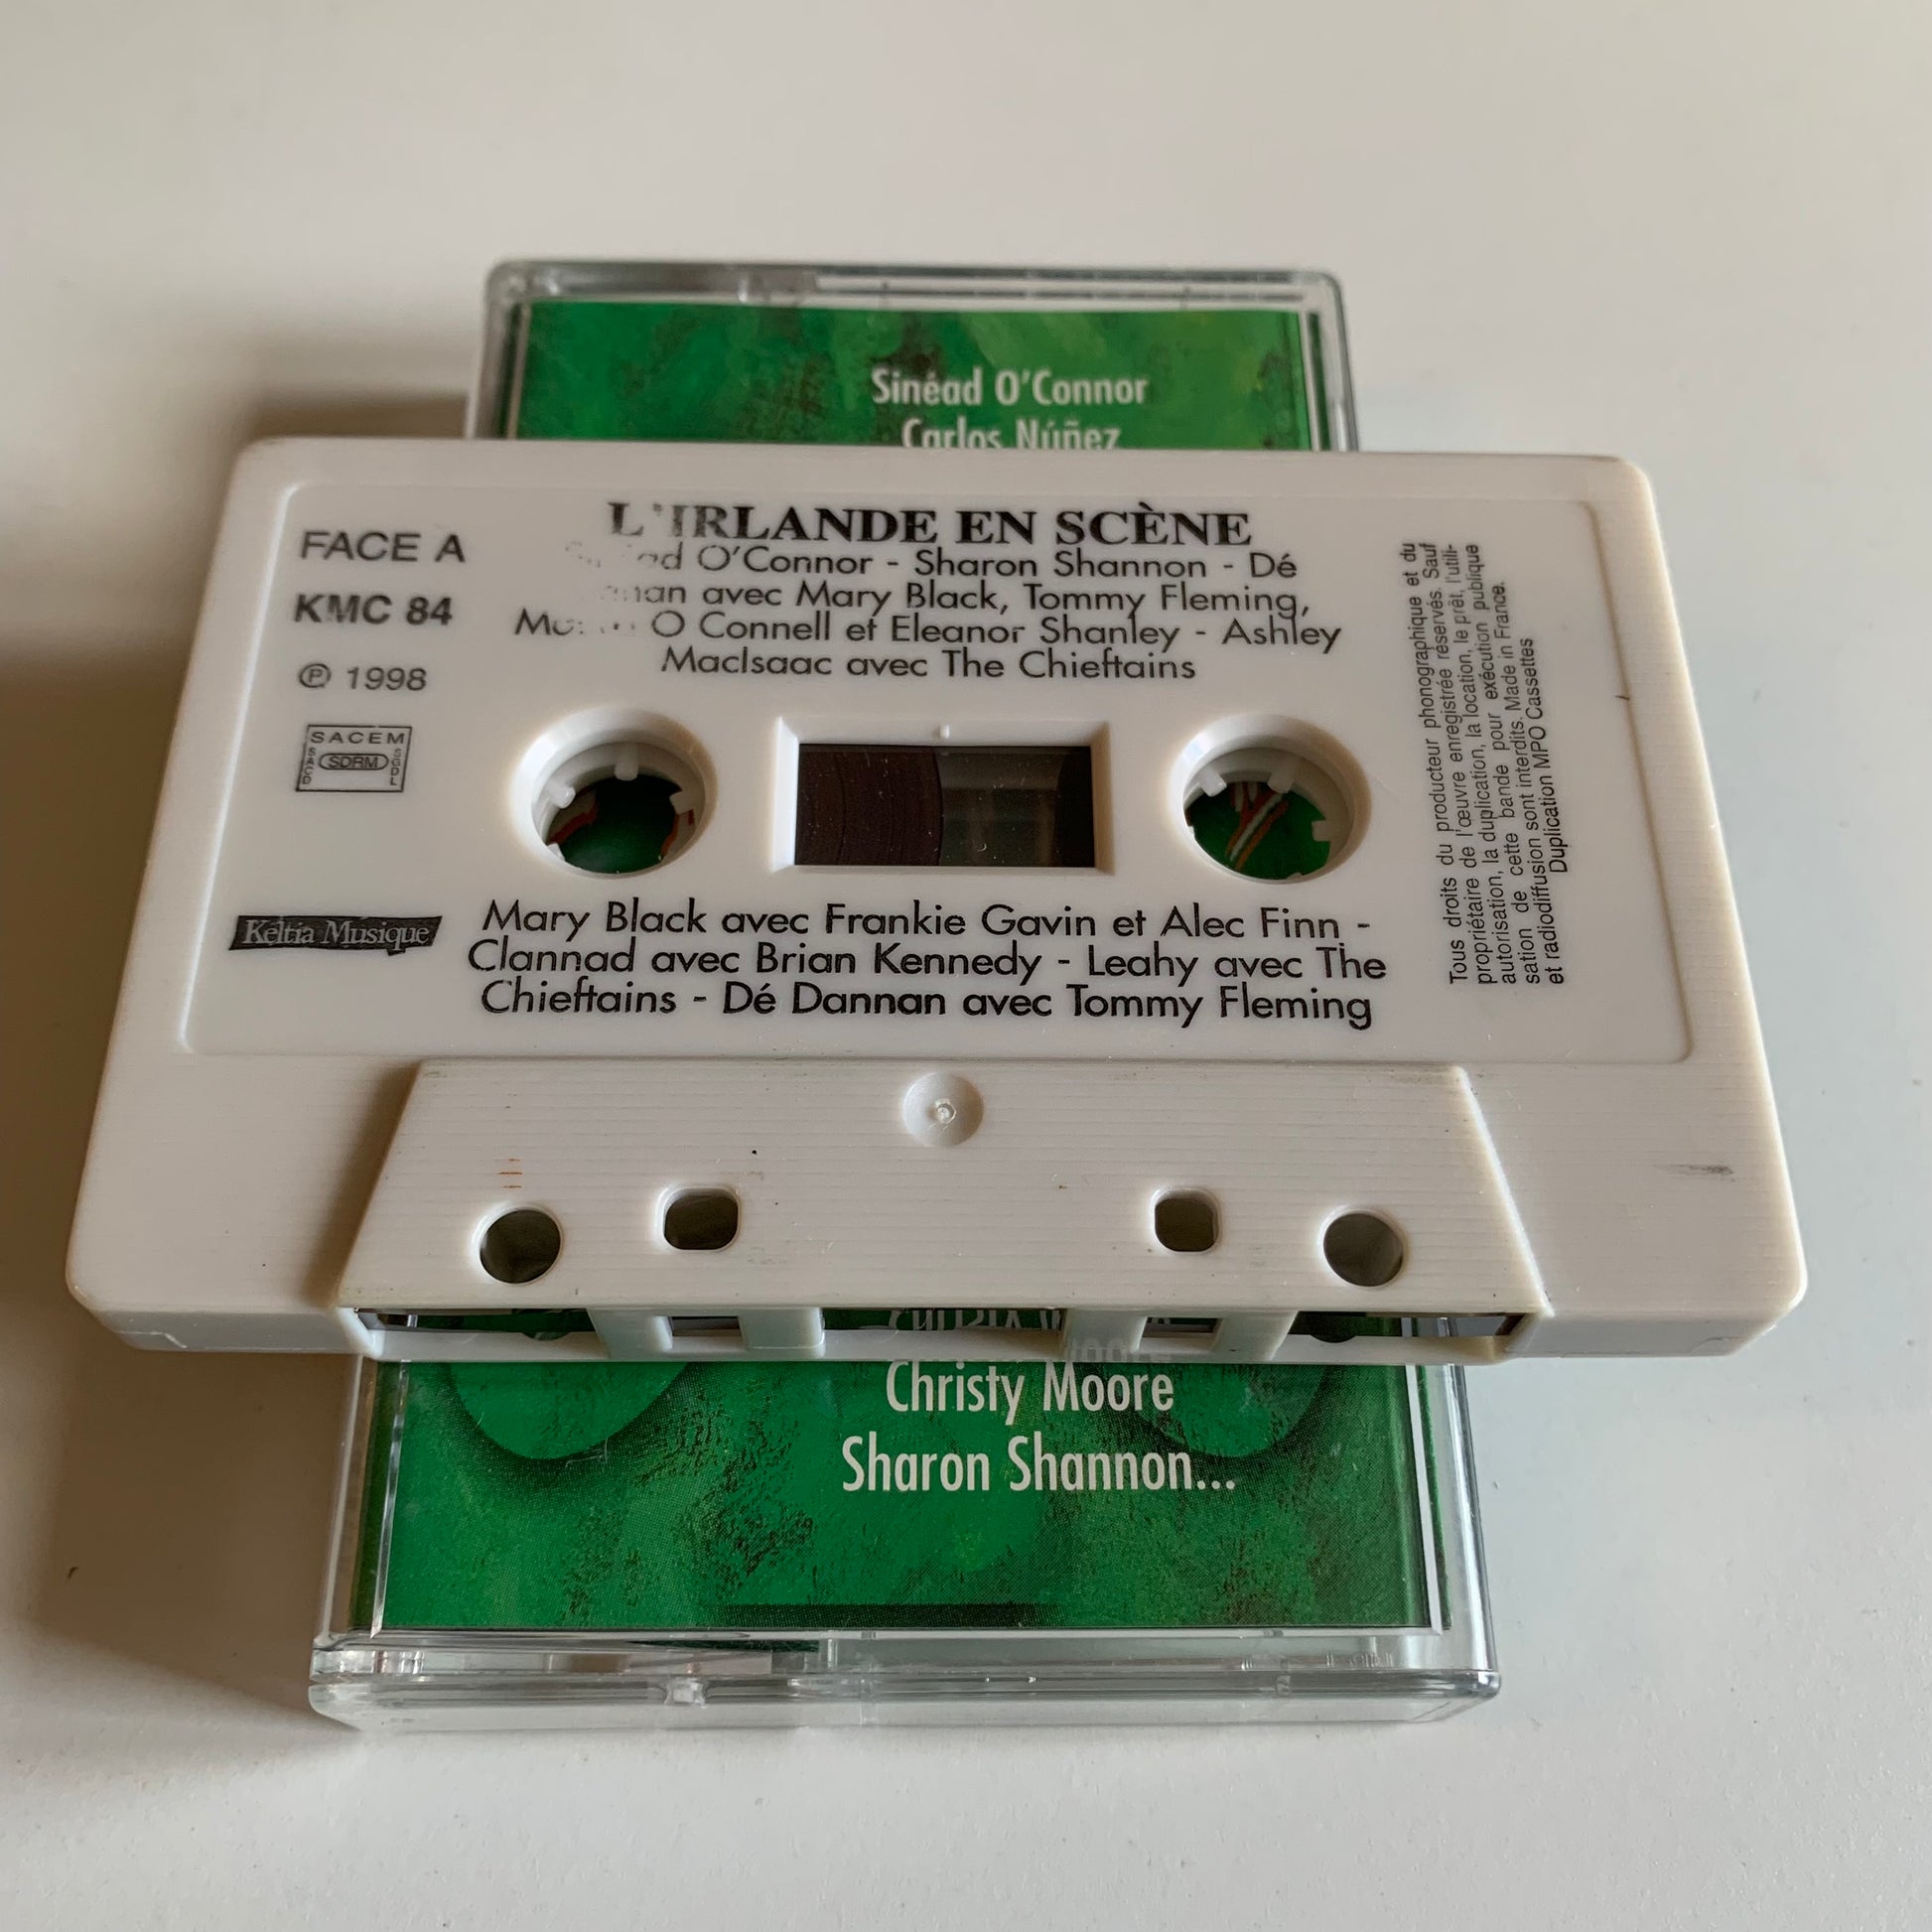 Sinéad O'Connor
Carlos Núñez
FACE A
KMC 84
℗ 1998
SACEM
SACD
SDRM
SGDL
Keltia Musique
L'IRLANDE EN SCÈNE
O'Connor - Sharon Shannon - Dé
avec Mary Black, Tommy Fleming,
O Connell et Eleanor Shanley - Ashley
MacIsaac avec The Chieftains
Mary Black avec Frankie Gavin et Alec Finn -
Clannad avec Brian Kennedy - Leahy avec The
Chieftains - Dé Dannan avec Tommy Fleming
Tous droits du producteur phonographique et du
propriétaire de l'œuvre enregistrée réservés. Sauf
autorisation, la duplication, la location, le prêt, l'utili-
sation de cette bande pour exécution publique
et radiodiffusion sont interdits. Made in France.
Duplication MPO Cassettes
Christy Moore
Sharon Shannon...